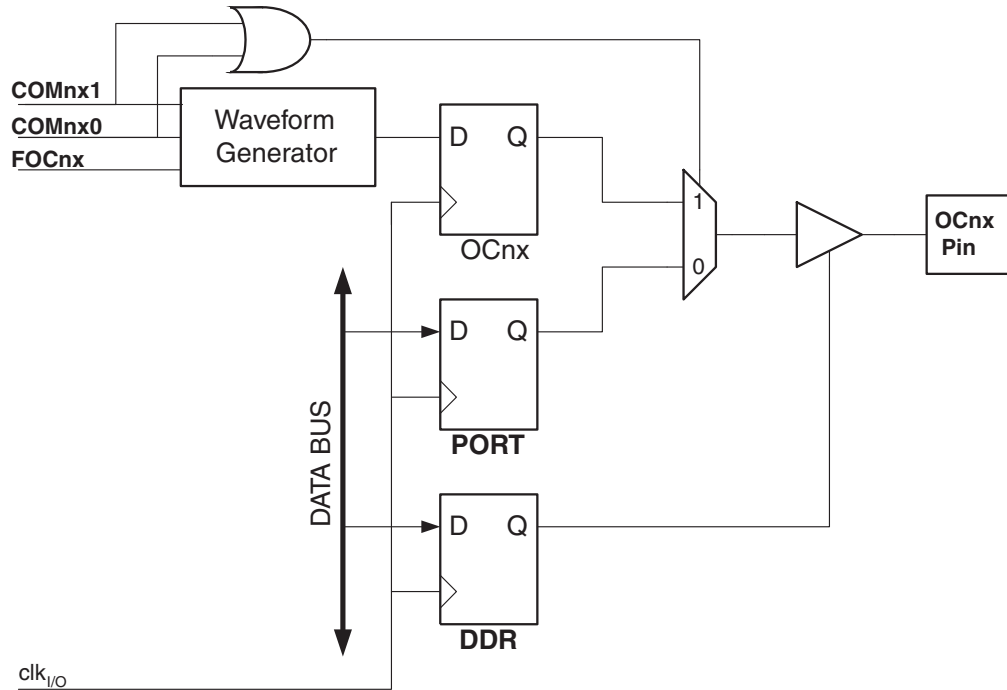 COMnx1
COMnx0
FOCnx
Waveform
Generator
D Q
OCnx
1
0
OCnx
Pin
D Q
PORT
DATA BUS
D Q
DDR
clkI/O